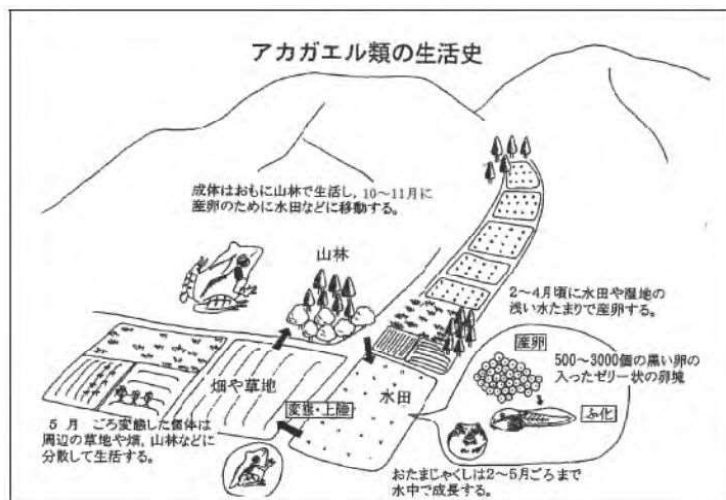 アカガエル類の生活史
成体はおもに山林で生活し，10〜11月に
産卵のために水田などに移動する。
山林
2〜4月頃に水田や湿地の
浅い水たまりで産卵する。
産卵
500〜3000個の黒い卵の
入ったゼリー状の卵塊
ふ化
畑や草地
変態・上陸
水田
5 月　ごろ変態した個体は
周辺の草地や畑，山林などに
分散して生活する。
おたまじゃくしは2〜5月ごろまで
水中で成長する。